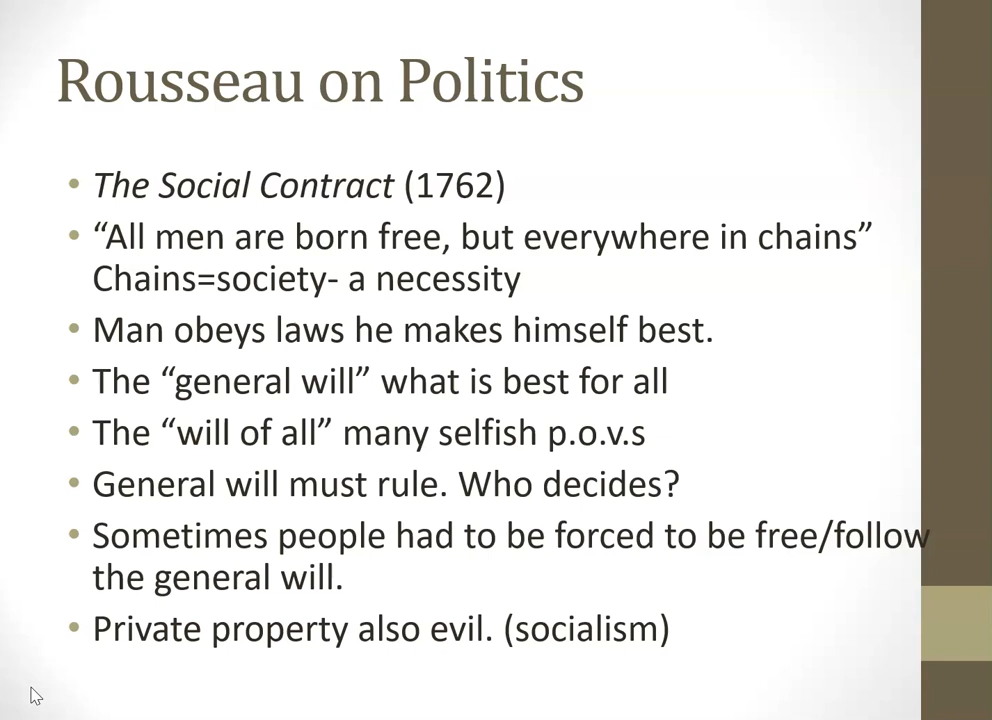 Rousseau on Politics
• The Social Contract (1762)
• “All men are born free, but everywhere in chains”
Chains=society- a necessity
• Man obeys laws he makes himself best.
• The “general will” what is best for all
• The “will of all” many selfish p.o.v.s
• General will must rule. Who decides?
• Sometimes people had to be forced to be free/follow
the general will.
• Private property also evil. (socialism)